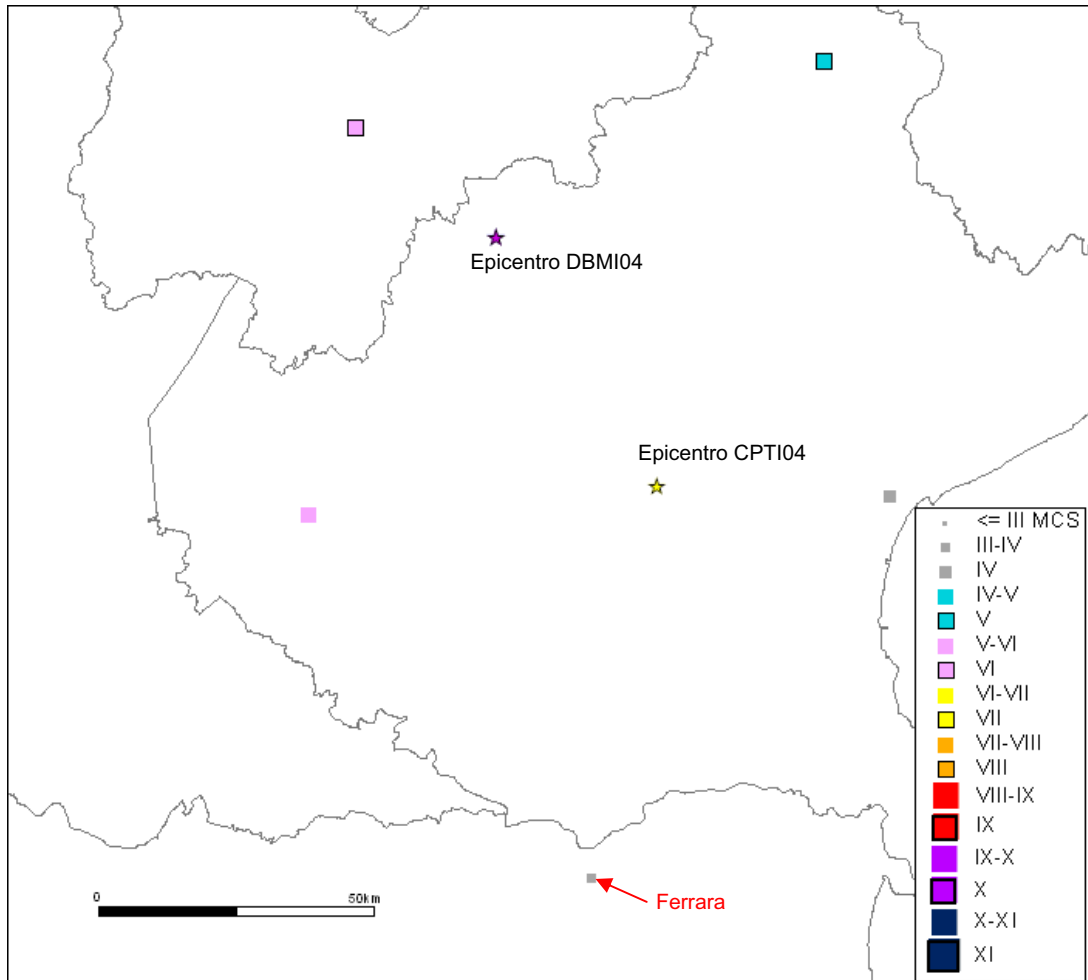 Epicentro DBMI04
Epicentro CPTI04
<= III MCS
III-IV
IV
IV-V
V
V-VI
VI
VI-VII
VII
VII-VIII
VIII
VIII-IX
IX
IX-X
X
X-XI
XI
0 50km
Ferrara